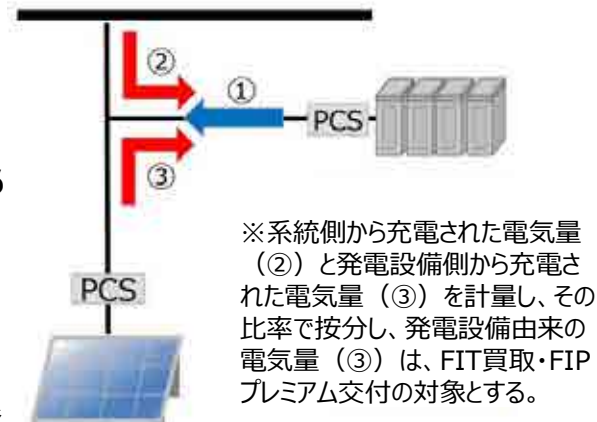 ②
①
PCS
③
※系統側から充電された電気量
(②)と発電設備側から充電さ
れた電気量(③)を計量し、その
比率で按分し、発電設備由来の
電気量(③)は、FIT買取・FIP
プレミアム交付の対象とする。
PCS
る